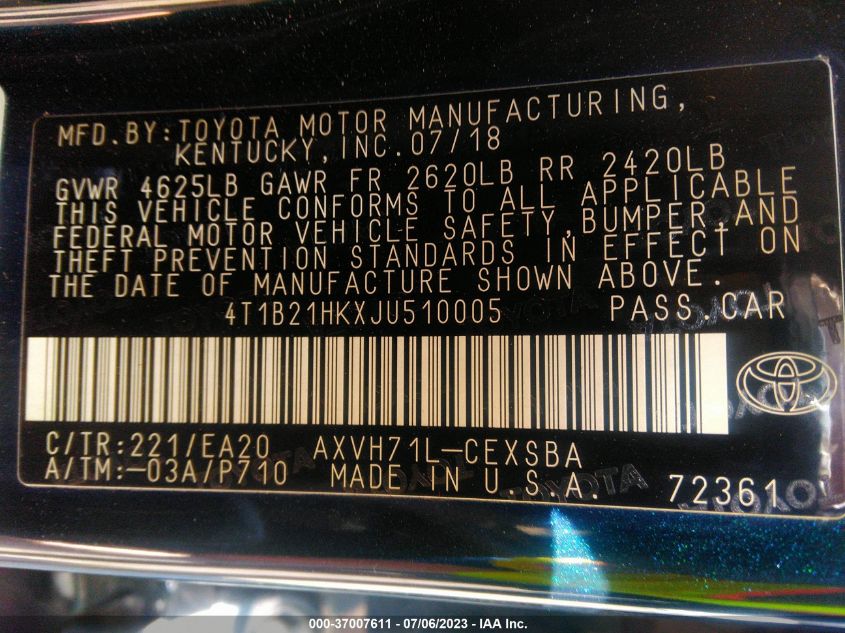 MFD. BY: TOYOTA MOTOR MANUFACTURING,
KENTUCKY, INC. 07/18
GVWR 4625LB GAWR FR 2620LB RR 2420LB
THIS VEHICLE CONFORMS TO ALL APPLICABLE
FEDERAL MOTOR VEHICLE SAFETY, BUMPER, AND
THEFT PREVENTION STANDARDS IN EFFECT ON
THE DATE OF MANUFACTURE SHOWN ABOVE.
4T1B21HKXJU510005 PASS. CAR
C/TR: 221/EA20 AXVH71L-CEXSBA
A/TM: -03A/P710 MADE IN U.S.A. 72361
000-37007611 - 07/06/2023 - IAA Inc.